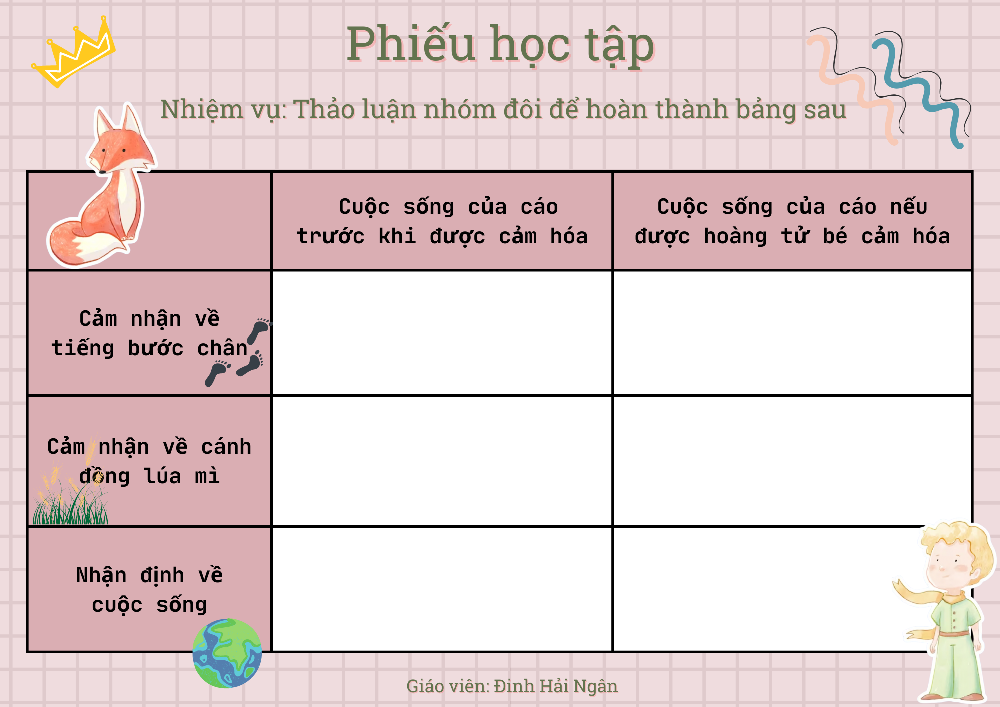 Phiếu học tập
Nhiệm vụ: Thảo luận nhóm đôi để hoàn thành bảng sau
Cuộc sống của cáo
trước khi được cảm hóa
Cuộc sống của cáo nếu
được hoàng tử bé cảm hóa
Cảm nhận về
tiếng bước chân
Cảm nhận về cánh
đồng lúa mì
Nhận định về
cuộc sống
Giáo viên: Đinh Hải Ngân